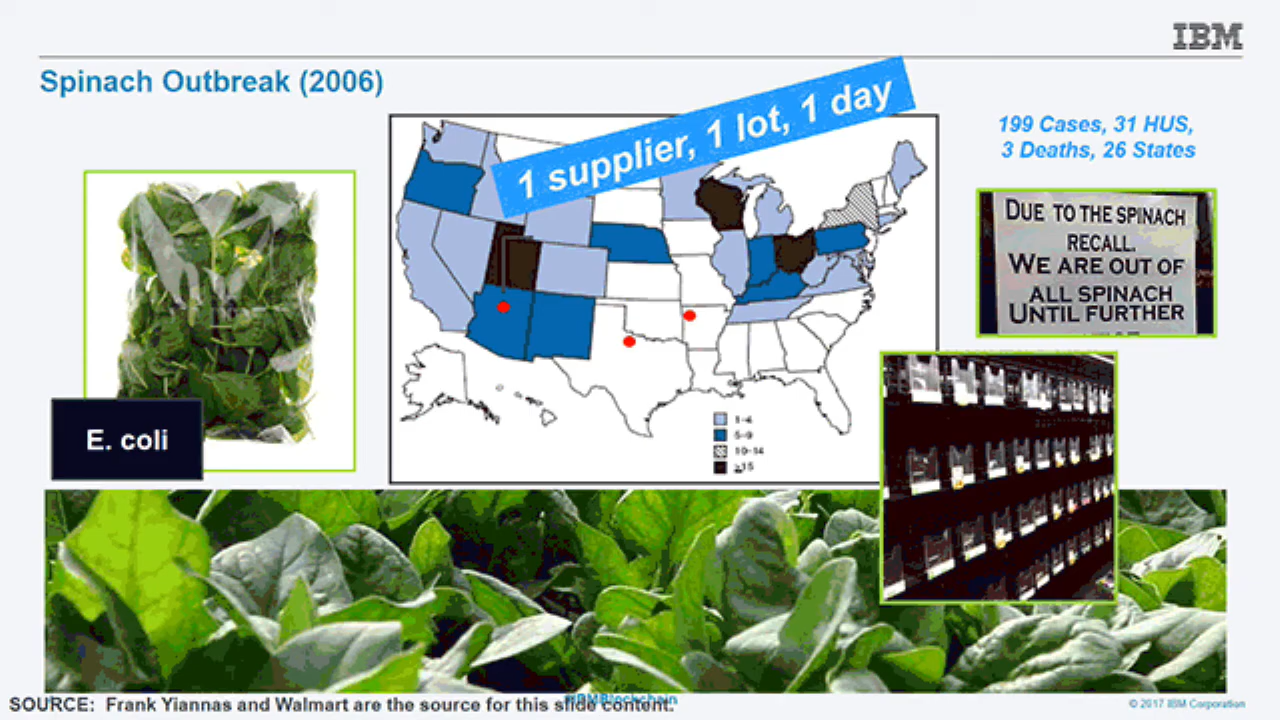 IBM
Spinach Outbreak (2006)
1 supplier, 1 lot, 1 day
199 Cases, 31 HUS,
3 Deaths, 26 States
DUE TO THE SPINACH
RECALL.
WE ARE OUT OF
ALL SPINACH
UNTIL FURTHER
E. coli
1-4
5-9
10-14
≥15
SOURCE: Frank Yiannas and Walmart are the source for this slide content.
#IBMBlockchain
© 2017 IBM Corporation